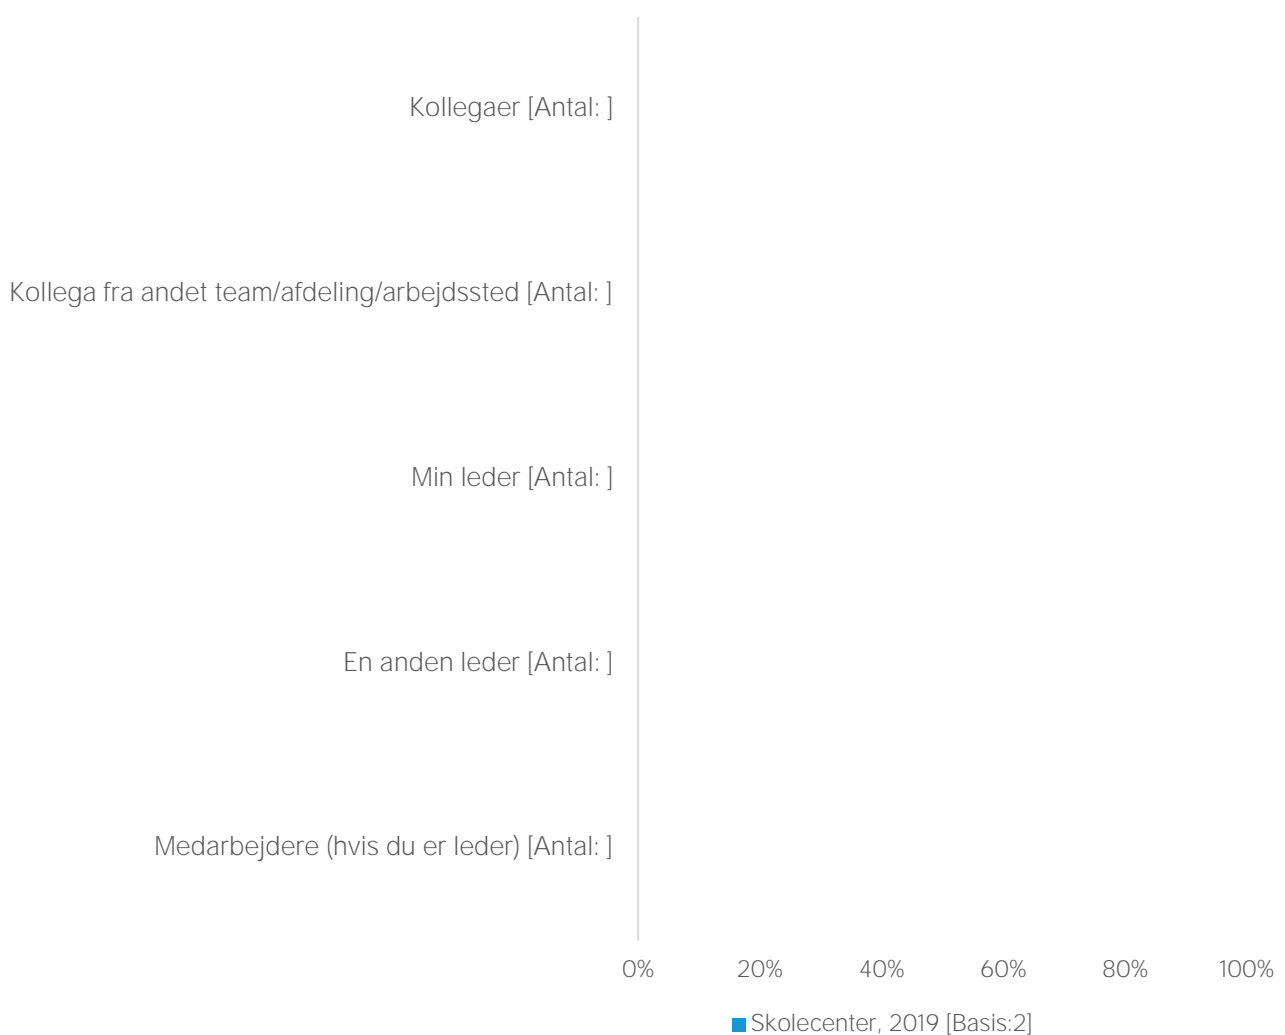 Kollegaer [Antal: ]
Kollega fra andet team/afdeling/arbejdssted [Antal: ]
Min leder [Antal: ]
En anden leder [Antal: ]
Medarbejdere (hvis du er leder) [Antal: ]
0% 20% 40% 60% 80% 100%
Skolecenter, 2019 [Basis:2]